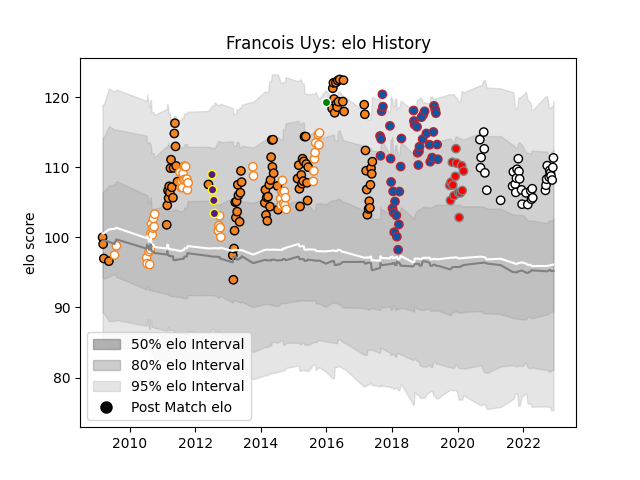 Francois Uys: elo History
elo score
120
110
100
90
80
50% elo Interval
80% elo Interval
95% elo Interval
Post Match elo
2010 2012 2014 2016 2018 2020 2022